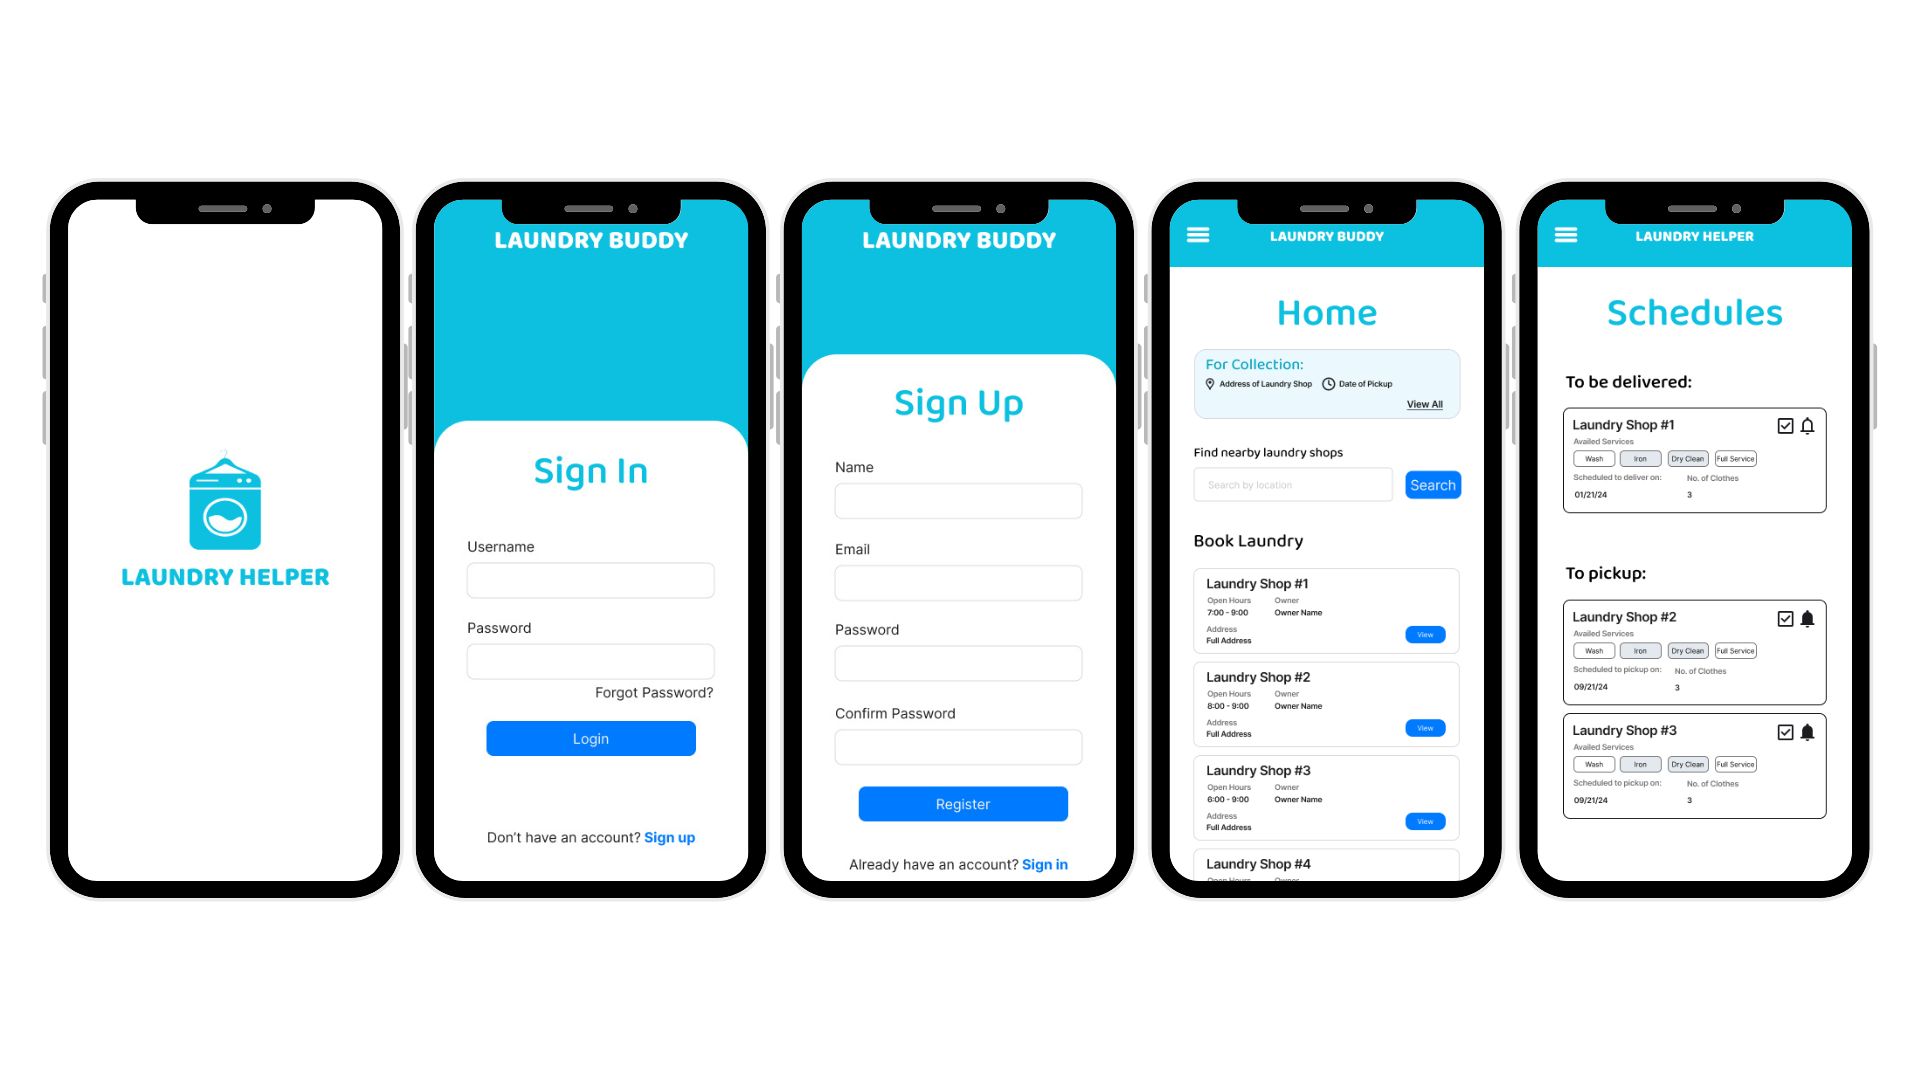 LAUNDRY HELPER
LAUNDRY BUDDY
Sign In
Username
Password
Forgot Password?
Login
Don't have an account? Sign up
LAUNDRY BUDDY
Sign Up
Name
Email
Password
Confirm Password
Register
Already have an account? Sign in
LAUNDRY BUDDY
Home
For Collection:
Address of Laundry Shop Date of Pickup
View All
Find nearby laundry shops
Search by location Search
Book Laundry
Laundry Shop #1
Open Hours Owner
7:00 - 9:00 Owner Name
Address
Full Address
View
Laundry Shop #2
Open Hours Owner
8:00 - 9:00 Owner Name
Address
Full Address
View
Laundry Shop #3
Open Hours Owner
6:00 - 9:00 Owner Name
Address
Full Address
View
Laundry Shop #4
Open Hours Owner
LAUNDRY HELPER
Schedules
To be delivered:
Laundry Shop #1
Availed Services
Wash Iron Dry Clean Full Service
Scheduled to deliver on: No. of Clothes
01/21/24 3
To pickup:
Laundry Shop #2
Availed Services
Wash Iron Dry Clean Full Service
Scheduled to pickup on: No. of Clothes
09/21/24 3
Laundry Shop #3
Availed Services
Wash Iron Dry Clean Full Service
Scheduled to pickup on: No. of Clothes
09/21/24 3